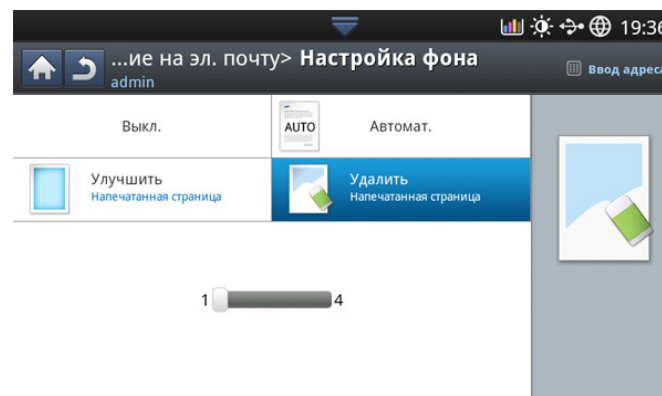 19:36
...ие на эл. почту> Настройка фона
admin
Ввод адреса
Выкл.
AUTO
Автомат.
Улучшить
Напечатанная страница
Удалить
Напечатанная страница
1
4